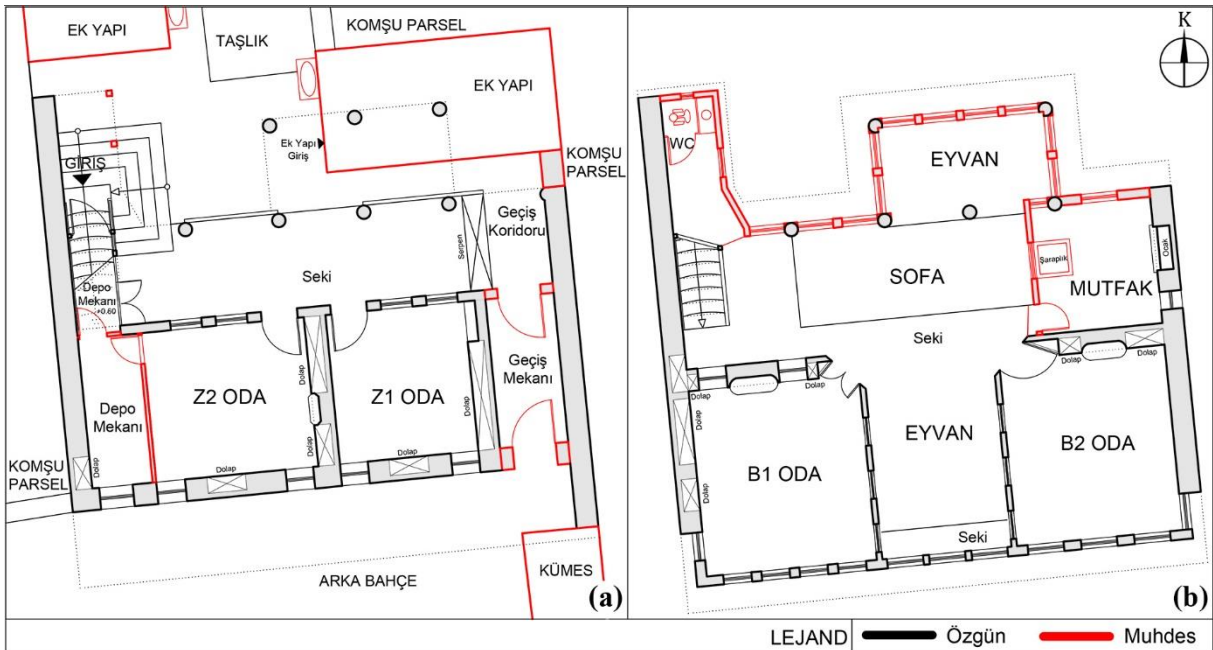 EK YAPI
TAŞLIK
KOMŞU PARSEL
EK YAPI
Ek Yapı
Giriş
KOMŞU
PARSEL
GİRİŞ
Geçiş
Koridoru
Serpen
Seki
Depo
Mekanı
+0.60
Dolap
Z2 ODA
Z1 ODA
Dolap
Geçiş
Mekanı
Depo
Mekanı
Dolap
Dolap
Dolap
Dolap
KOMŞU
PARSEL
ARKA BAHÇE
KÜMES
(a)
K
WC
EYVAN
SOFA
Şaraplık
Ocak
MUTFAK
Seki
Dolap
Dolap
Dolap
Dolap
Dolap
Dolap
EYVAN
B1 ODA
B2 ODA
Seki
(b)
LEJAND
Özgün
Muhdes